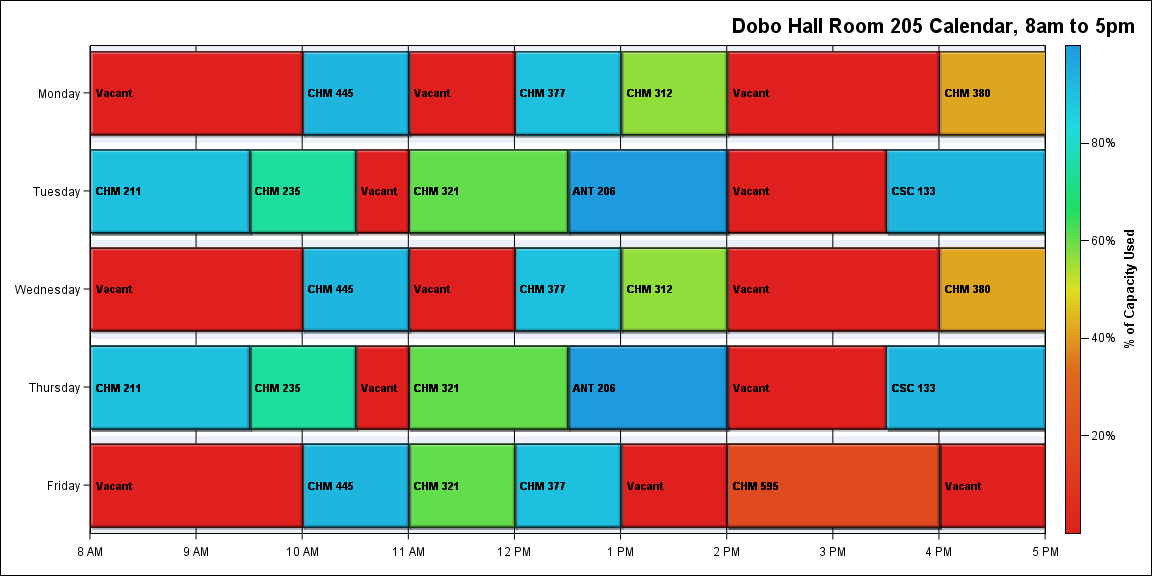 Dobo Hall Room 205 Calendar, 8am to 5pm
Monday Vacant CHM 445 Vacant CHM 377 CHM 312 Vacant CHM 380
80%
Tuesday CHM 211 CHM 235 Vacant CHM 321 ANT 206 Vacant CSC 133
60%
% of Capacity Used
Wednesday Vacant CHM 445 Vacant CHM 377 CHM 312 Vacant CHM 380
40%
Thursday CHM 211 CHM 235 Vacant CHM 321 ANT 206 Vacant CSC 133
20%
Friday Vacant CHM 445 CHM 321 CHM 377 Vacant CHM 595 Vacant
8 AM 9 AM 10 AM 11 AM 12 PM 1 PM 2 PM 3 PM 4 PM 5 PM